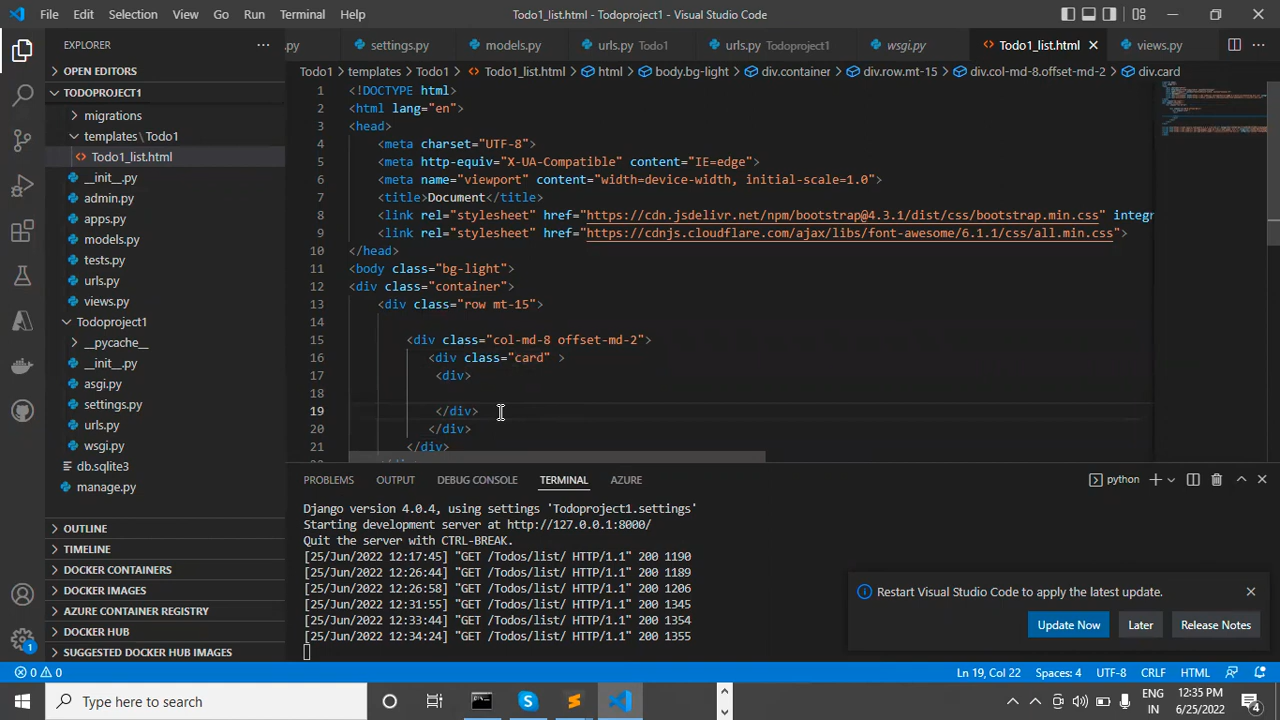 File Edit Selection View Go Run Terminal Help
Todo1_list.html - Todoproject1 - Visual Studio Code
EXPLORER
.py settings.py models.py urls.py Todo1 urls.py Todoproject1 wsgi.py Todo1_list.html views.py
Todo1 > templates > Todo1 > Todo1_list.html > html > body.bg-light > div.container > div.row.mt-15 > div.col-md-8.offset-md-2 > div.card
OPEN EDITORS
TODOPROJECT1
migrations
templates \ Todo1
Todo1_list.html
__init__.py
admin.py
apps.py
models.py
tests.py
urls.py
views.py
Todoproject1
__pycache__
__init__.py
asgi.py
settings.py
urls.py
wsgi.py
db.sqlite3
manage.py
OUTLINE
TIMELINE
DOCKER CONTAINERS
DOCKER IMAGES
AZURE CONTAINER REGISTRY
DOCKER HUB
SUGGESTED DOCKER HUB IMAGES
1 <!DOCTYPE html>
2 <html lang="en">
3 <head>
4 <meta charset="UTF-8">
5 <meta http-equiv="X-UA-Compatible" content="IE=edge">
6 <meta name="viewport" content="width=device-width, initial-scale=1.0">
7 <title>Document</title>
8 <link rel="stylesheet" href="https://cdn.jsdelivr.net/npm/bootstrap@4.3.1/dist/css/bootstrap.min.css" integr
9 <link rel="stylesheet" href="https://cdnjs.cloudflare.com/ajax/libs/font-awesome/6.1.1/css/all.min.css">
10 </head>
11 <body class="bg-light">
12 <div class="container">
13 <div class="row mt-15">
14
15 <div class="col-md-8 offset-md-2">
16 <div class="card" >
17 <div>
18
19 </div>
20 </div>
21 </div>
PROBLEMS OUTPUT DEBUG CONSOLE TERMINAL AZURE
python
Django version 4.0.4, using settings 'Todoproject1.settings'
Starting development server at http://127.0.0.1:8000/
Quit the server with CTRL-BREAK.
[25/Jun/2022 12:17:45] "GET /Todos/list/ HTTP/1.1" 200 1190
[25/Jun/2022 12:26:44] "GET /Todos/list/ HTTP/1.1" 200 1189
[25/Jun/2022 12:26:58] "GET /Todos/list/ HTTP/1.1" 200 1206
[25/Jun/2022 12:31:55] "GET /Todos/list/ HTTP/1.1" 200 1345
[25/Jun/2022 12:33:44] "GET /Todos/list/ HTTP/1.1" 200 1354
[25/Jun/2022 12:34:24] "GET /Todos/list/ HTTP/1.1" 200 1355
Restart Visual Studio Code to apply the latest update.
Update Now Later Release Notes
1
0 0
Ln 19, Col 22 Spaces: 4 UTF-8 CRLF HTML
Type here to search
ENG
IN
12:35 PM
6/25/2022
4